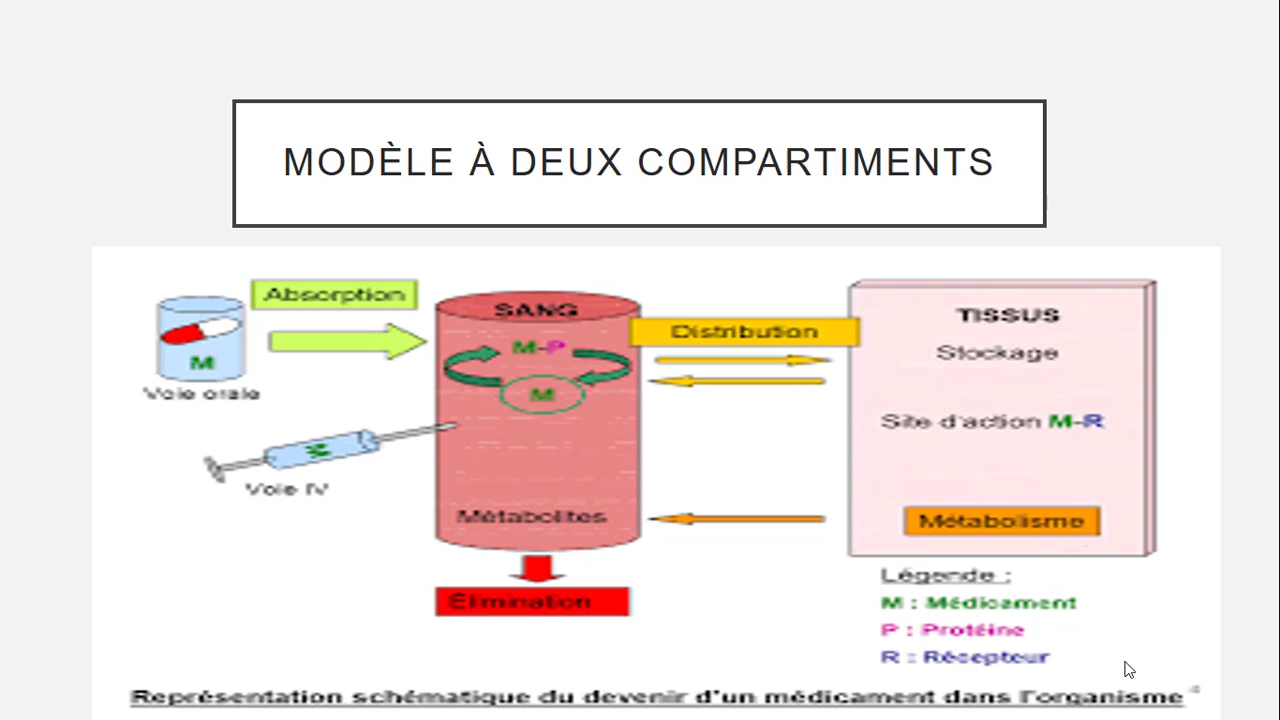 MODÈLE À DEUX COMPARTIMENTS
Absorption
SANG
TISSUS
Distribution
M-P
Stockage
M
M
Voie orale
Site d'action M-R
M
Voie IV
Métabolites
Métabolisme
Élimination
Légende :
M : Médicament
P : Protéine
R : Récepteur
Représentation schématique du devenir d'un médicament dans l'organisme